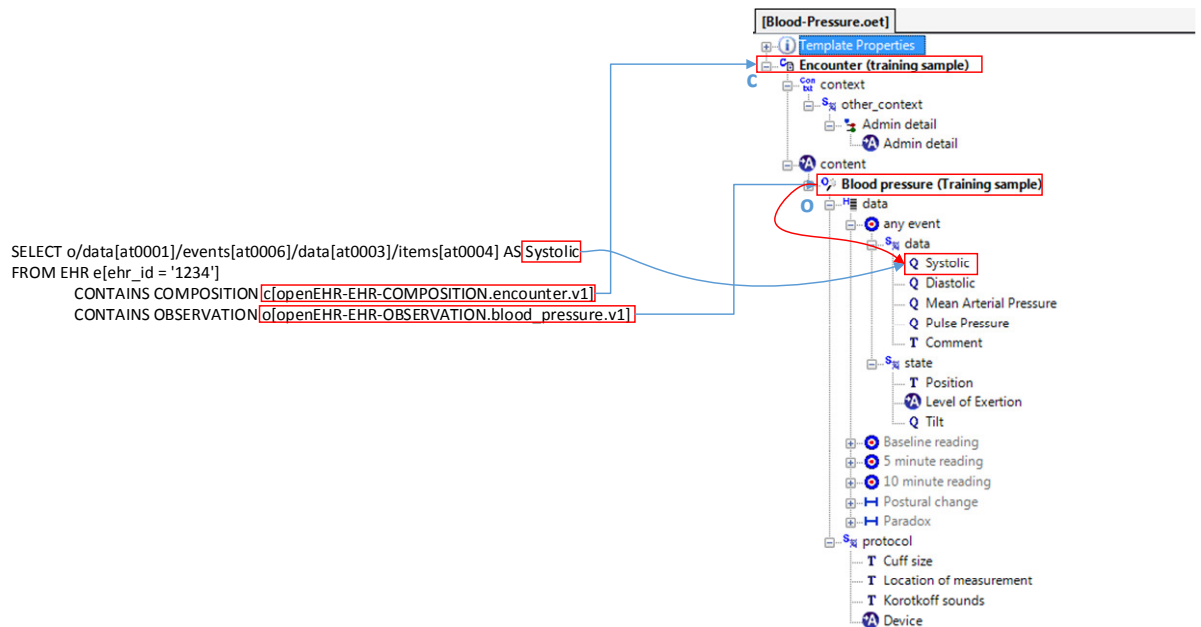 [Blood-Pressure.oet]
Template Properties
Encounter (training sample)
C
context
other_context
Admin detail
Admin detail
content
Blood pressure (Training sample)
O
data
any event
data
Systolic
Diastolic
Mean Arterial Pressure
Pulse Pressure
Comment
state
Position
Level of Exertion
Tilt
Baseline reading
5 minute reading
10 minute reading
Postural change
Paradox
protocol
Cuff size
Location of measurement
Korotkoff sounds
Device
SELECT o/data[at0001]/events[at0006]/data[at0003]/items[at0004] AS Systolic
FROM EHR e[ehr_id = '1234']
CONTAINS COMPOSITION c[openEHR-EHR-COMPOSITION.encounter.v1]
CONTAINS OBSERVATION o[openEHR-EHR-OBSERVATION.blood_pressure.v1]